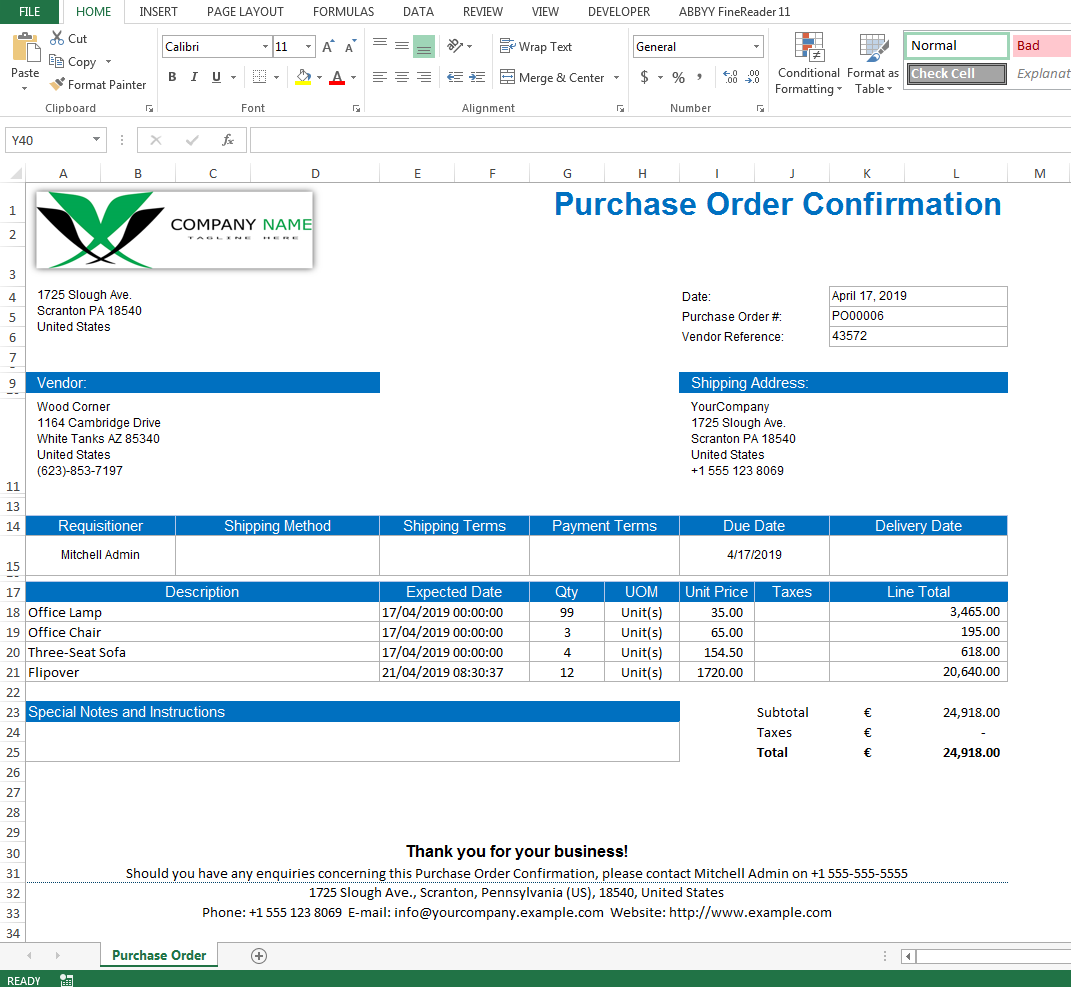 FILE HOME INSERT PAGE LAYOUT FORMULAS DATA REVIEW VIEW DEVELOPER ABBYY FineReader 11
Cut
Copy
Format Painter
Paste
Clipboard
Calibri 11
B I U A
Font
Wrap Text
Merge & Center
Alignment
General
$ % ,
Number
Conditional Formatting
Format as Table
Normal Bad
Check Cell Explanat
Y40 fx
A B C D E F G H I J K L M
COMPANY NAME
TAGLINE HERE
Purchase Order Confirmation
1725 Slough Ave.
Scranton PA 18540
United States
Date: April 17, 2019
Purchase Order #: PO00006
Vendor Reference: 43572
Vendor:
Wood Corner
1164 Cambridge Drive
White Tanks AZ 85340
United States
(623)-853-7197
Shipping Address:
YourCompany
1725 Slough Ave.
Scranton PA 18540
United States
+1 555 123 8069
Requisitioner Shipping Method Shipping Terms Payment Terms Due Date Delivery Date
Mitchell Admin 4/17/2019
Description Expected Date Qty UOM Unit Price Taxes Line Total
Office Lamp 17/04/2019 00:00:00 99 Unit(s) 35.00 3,465.00
Office Chair 17/04/2019 00:00:00 3 Unit(s) 65.00 195.00
Three-Seat Sofa 17/04/2019 00:00:00 4 Unit(s) 154.50 618.00
Flipover 21/04/2019 08:30:37 12 Unit(s) 1720.00 20,640.00
Special Notes and Instructions
Subtotal € 24,918.00
Taxes € -
Total € 24,918.00
Thank you for your business!
Should you have any enquiries concerning this Purchase Order Confirmation, please contact Mitchell Admin on +1 555-555-5555
1725 Slough Ave., Scranton, Pennsylvania (US), 18540, United States
Phone: +1 555 123 8069 E-mail: info@yourcompany.example.com Website: http://www.example.com
1
2
3
4
5
6
7
9
11
13
14
15
17
18
19
20
21
22
23
24
25
26
27
28
29
30
31
32
33
34
Purchase Order
READY